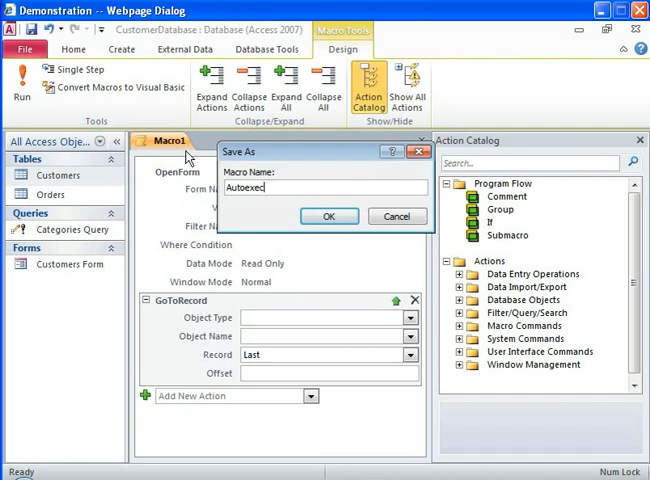 Demonstration -- Webpage Dialog
CustomerDatabase : Database (Access 2007)
Macro Tools
File
Home
Create
External Data
Database Tools
Design
Run
Single Step
Convert Macros to Visual Basic
Expand Actions
Collapse Actions
Expand All
Collapse All
Action Catalog
Show All Actions
Tools
Collapse/Expand
Show/Hide
All Access Obje...
Tables
Customers
Orders
Queries
Categories Query
Forms
Customers Form
Macro1
OpenForm
Form Na
V
Filter N
Where Condition
Data Mode Read Only
Window Mode Normal
GoToRecord
Object Type
Object Name
Record Last
Offset
Add New Action
Save As
Macro Name:
Autoexec
OK
Cancel
Action Catalog
Search...
Program Flow
Comment
Group
If
Submacro
Actions
Data Entry Operations
Data Import/Export
Database Objects
Filter/Query/Search
Macro Commands
System Commands
User Interface Commands
Window Management
Ready
Num Lock